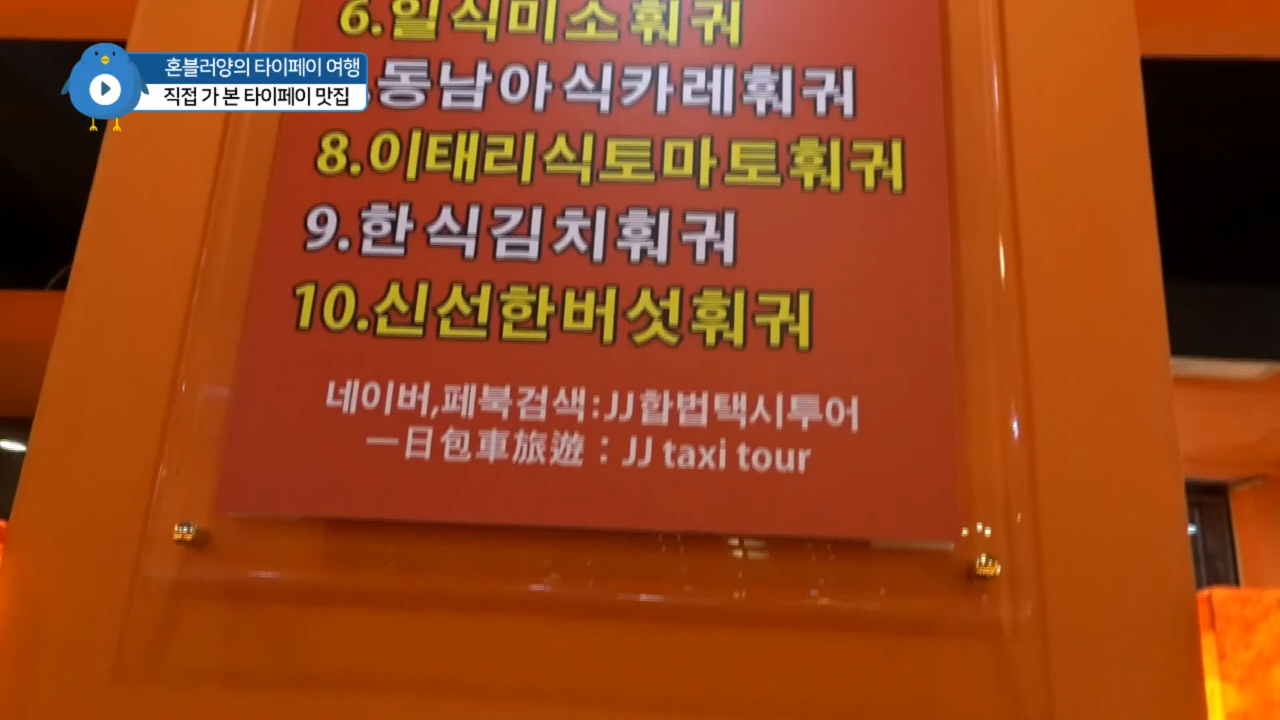 혼블러양의 타이페이 여행
직접 가 본 타이페이 맛집
6.일식미소훠궈
동남아식카레훠궈
8.이태리식토마토훠궈
9.한식김치훠궈
10.신선한버섯훠궈
네이버,페북검색:JJ합법택시투어
一日包車旅遊：JJ taxi tour